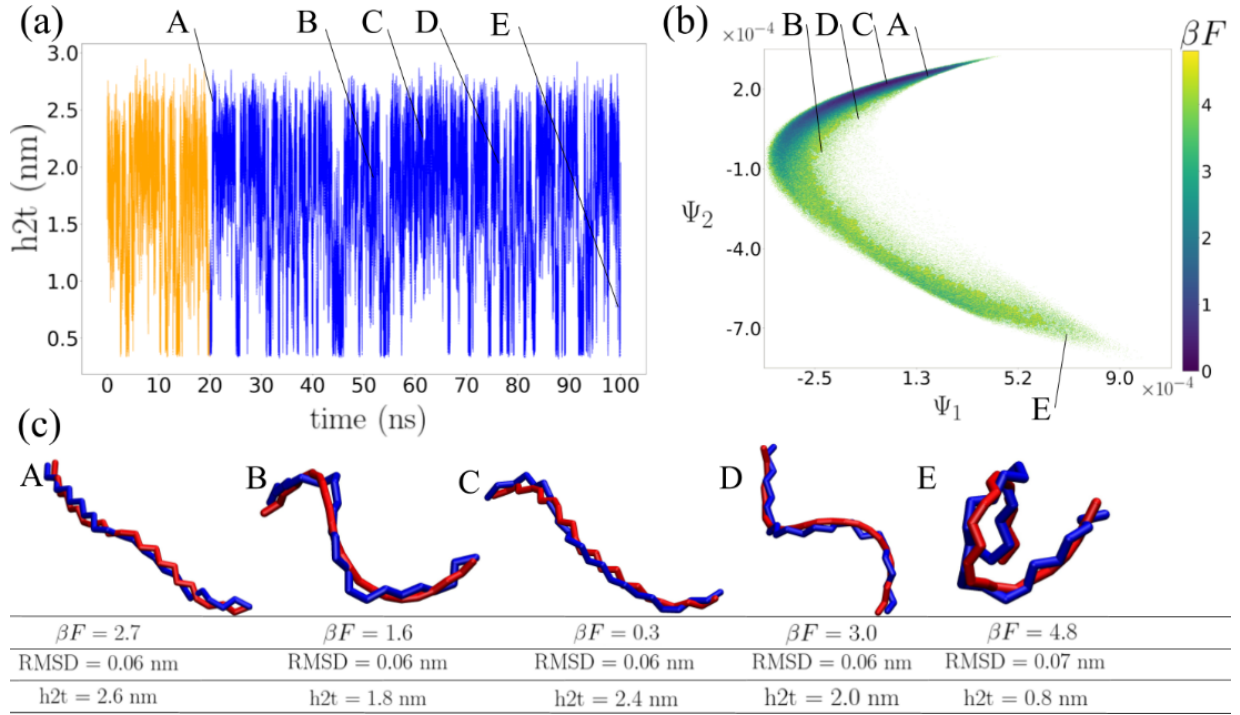 (a)
A
B
C
D
E
3.0
2.5
2.0
1.5
1.0
0.5
h2t (nm)
0 10 20 30 40 50 60 70 80 90 100
time (ns)
(b)
B D C A
×10⁻⁴
βF
2.0
-1.0
-4.0
-7.0
Ψ₂
4
3
2
1
0
E
-2.5 1.3 5.2 9.0
×10⁻⁴
Ψ₁
(c)
A B C D E
βF = 2.7 βF = 1.6 βF = 0.3 βF = 3.0 βF = 4.8
RMSD = 0.06 nm RMSD = 0.06 nm RMSD = 0.06 nm RMSD = 0.06 nm RMSD = 0.07 nm
h2t = 2.6 nm h2t = 1.8 nm h2t = 2.4 nm h2t = 2.0 nm h2t = 0.8 nm